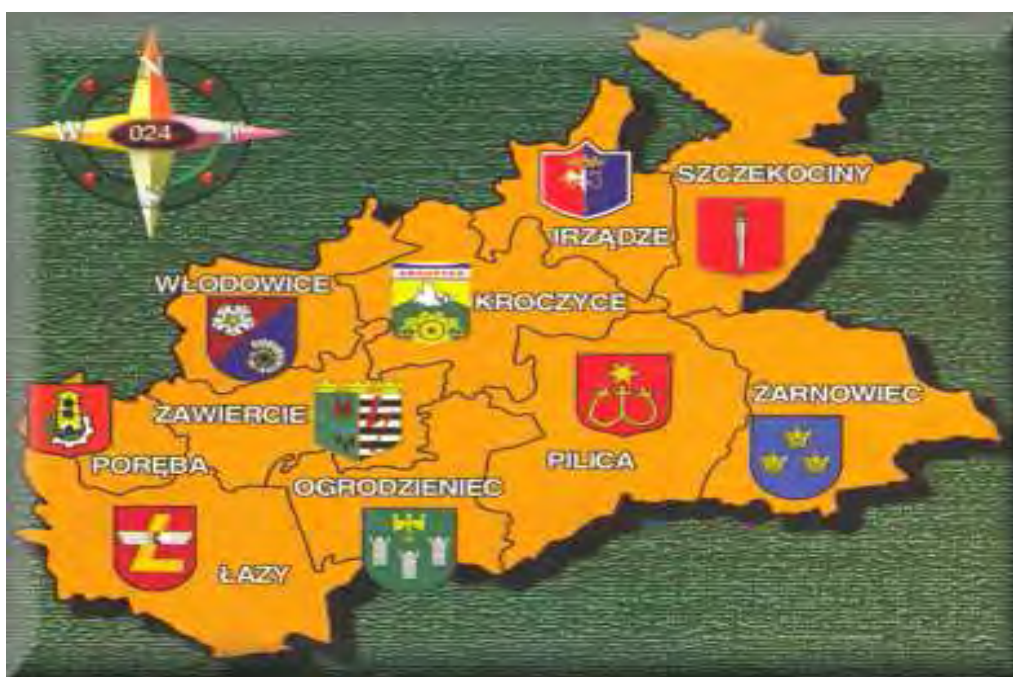 N
W 024 E
S
SZCZEKOCINY
IRZĄDZE
WŁODOWICE
KROCZYCE
ŻARNOWIEC
ZAWIERCIE
PILICA
PORĘBA
OGRODZIENIEC
ŁAZY